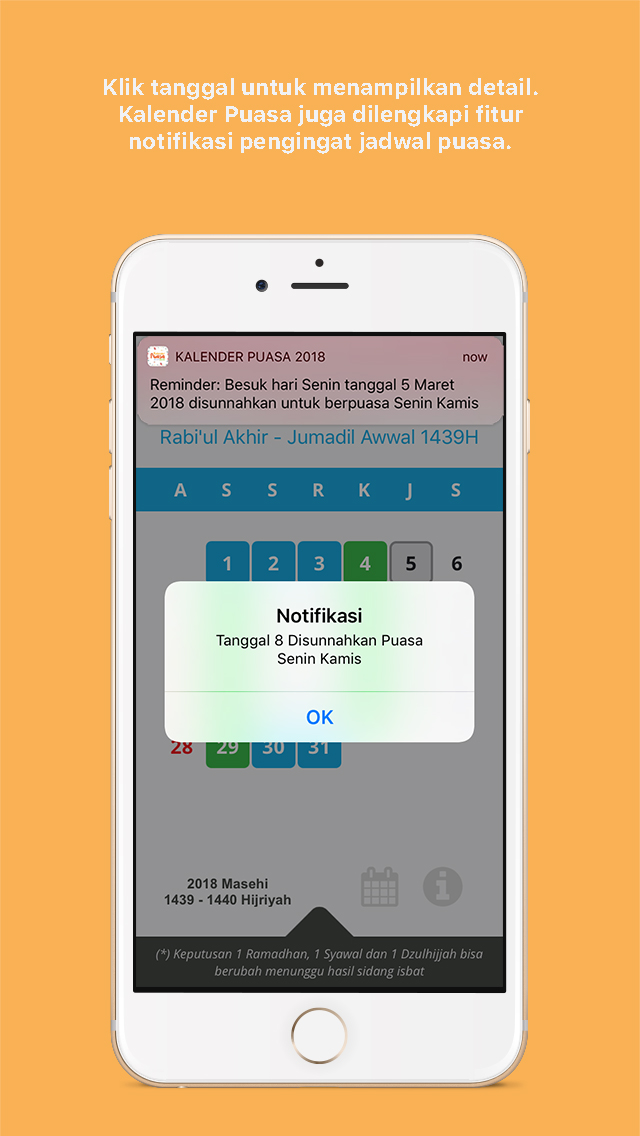 Klik tanggal untuk menampilkan detail.
Kalender Puasa juga dilengkapi fitur
notifikasi pengingat jadwal puasa.
Puasa
KALENDER PUASA 2018
now
Reminder: Besuk hari Senin tanggal 5 Maret
2018 disunnahkan untuk berpuasa Senin Kamis
Rabi'ul Akhir - Jumadil Awwal 1439H
A S S R K J S
1 2 3 4 5 6
Notifikasi
Tanggal 8 Disunnahkan Puasa
Senin Kamis
OK
28 29 30 31
2018 Masehi
1439 - 1440 Hijriyah
(*) Keputusan 1 Ramadhan, 1 Syawal dan 1 Dzulhijjah bisa
berubah menunggu hasil sidang isbat